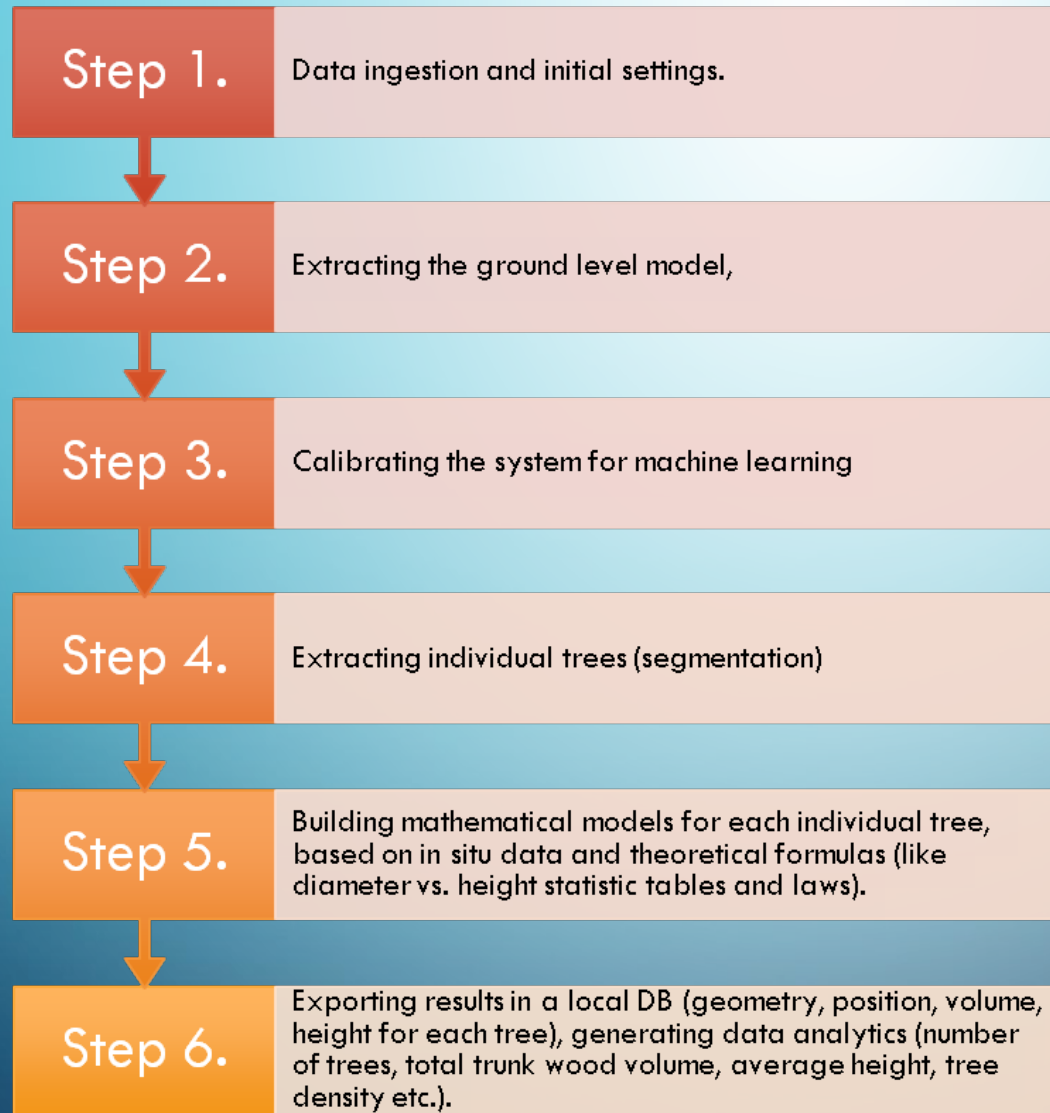 Step 1.
Data ingestion and initial settings.
Step 2.
Extracting the ground level model,
Step 3.
Calibrating the system for machine learning
Step 4.
Extracting individual trees (segmentation)
Step 5.
Building mathematical models for each individual tree,
based on in situ data and theoretical formulas (like
diameter vs. height statistic tables and laws).
Step 6.
Exporting results in a local DB (geometry, position, volume,
height for each tree), generating data analytics (number
of trees, total trunk wood volume, average height, tree
density etc.).